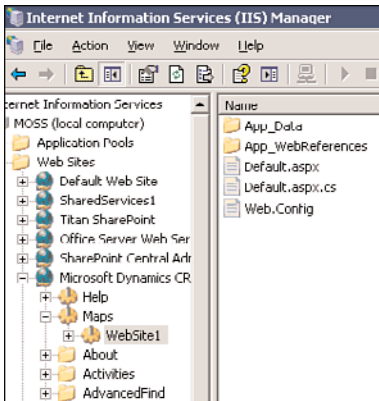 Internet Information Services (IIS) Manager
File Action View Window Help
ternet Information Services
MOSS (local computer)
Application Pools
Web Sites
Default Web Site
SharedServices1
Titan SharePoint
Office Server Web Ser
SharePoint Central Adr
Microsoft Dynamics CR
Help
Maps
WebSite1
About
Activities
AdvancedFind
Name
App_Data
App_WebReferences
Default.aspx
Default.aspx.cs
Web.Config